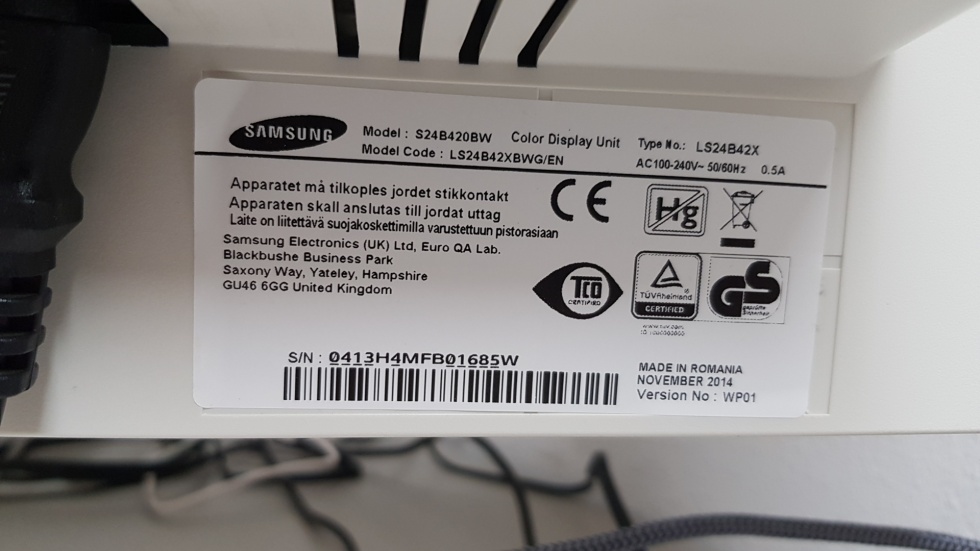 SAMSUNG
Model : S24B420BW Color Display Unit Type No.: LS24B42X
Model Code : LS24B42XBWG/EN AC100-240V~ 50/60Hz 0.5A
Apparatet må tilkoples jordet stikkontakt
Apparaten skall anslutas till jordat uttag
Laite on liitettävä suojakoskettimilla varustettuun pistorasiaan
Samsung Electronics (UK) Ltd, Euro QA Lab.
Blackbushe Business Park
Saxony Way, Yateley, Hampshire
GU46 6GG United Kingdom
CE
Hg
TCO
CERTIFIED
TÜVRheinland
CERTIFIED
GS
geprüfte
Sicherheit
S/N : 0413H4MFB01685W
MADE IN ROMANIA
NOVEMBER 2014
Version No : WP01